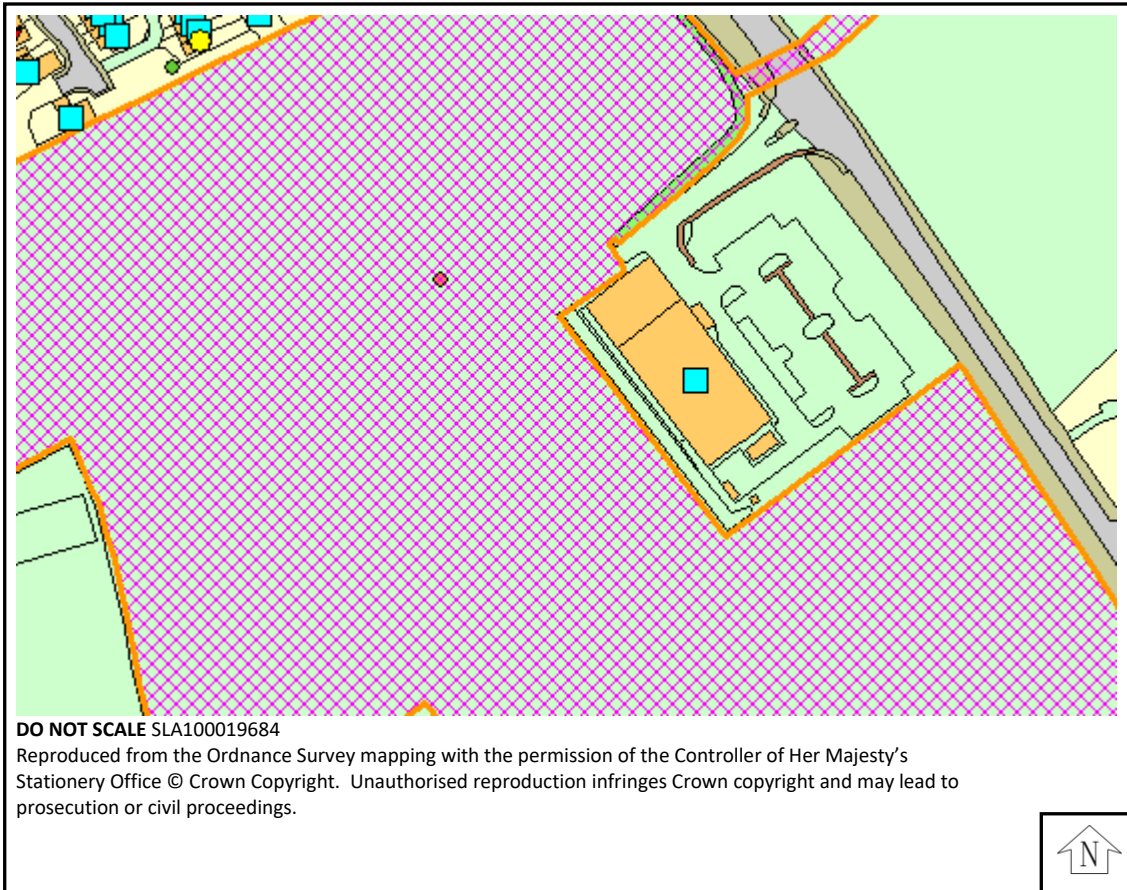 DO NOT SCALE SLA100019684
Reproduced from the Ordnance Survey mapping with the permission of the Controller of Her Majesty’s
Stationery Office © Crown Copyright.  Unauthorised reproduction infringes Crown copyright and may lead to
prosecution or civil proceedings.
N